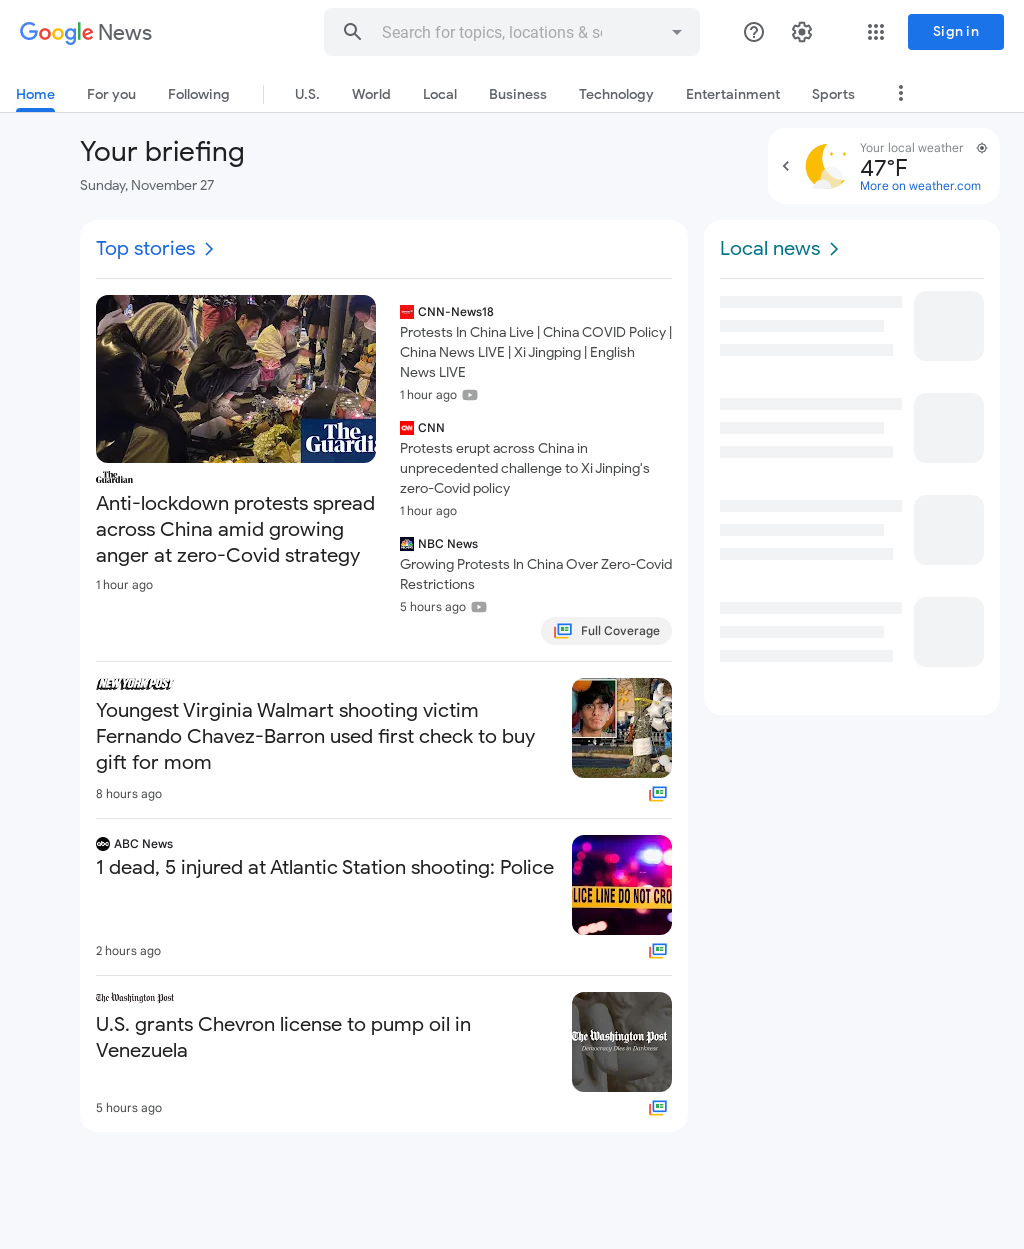 Google News
Search for topics, locations & so
Sign in
Home
For you
Following
U.S.
World
Local
Business
Technology
Entertainment
Sports
Your briefing
Sunday, November 27
Your local weather
47°F
More on weather.com
Top stories
Local news
The
Guardia
The
Guardian
Anti-lockdown protests spread
across China amid growing
anger at zero-Covid strategy
1 hour ago
CNN-News18
Protests In China Live | China COVID Policy |
China News LIVE | Xi Jingping | English
News LIVE
1 hour ago
CNN
Protests erupt across China in
unprecedented challenge to Xi Jinping's
zero-Covid policy
1 hour ago
NBC News
Growing Protests In China Over Zero-Covid
Restrictions
5 hours ago
Full Coverage
NEW YORK POST
Youngest Virginia Walmart shooting victim
Fernando Chavez-Barron used first check to buy
gift for mom
8 hours ago
abc ABC News
1 dead, 5 injured at Atlantic Station shooting: Police
LICE LINE DO NOT CRO
2 hours ago
The Washington Post
U.S. grants Chevron license to pump oil in
Venezuela
The Washington Post
Democracy Dies in Darkness
5 hours ago